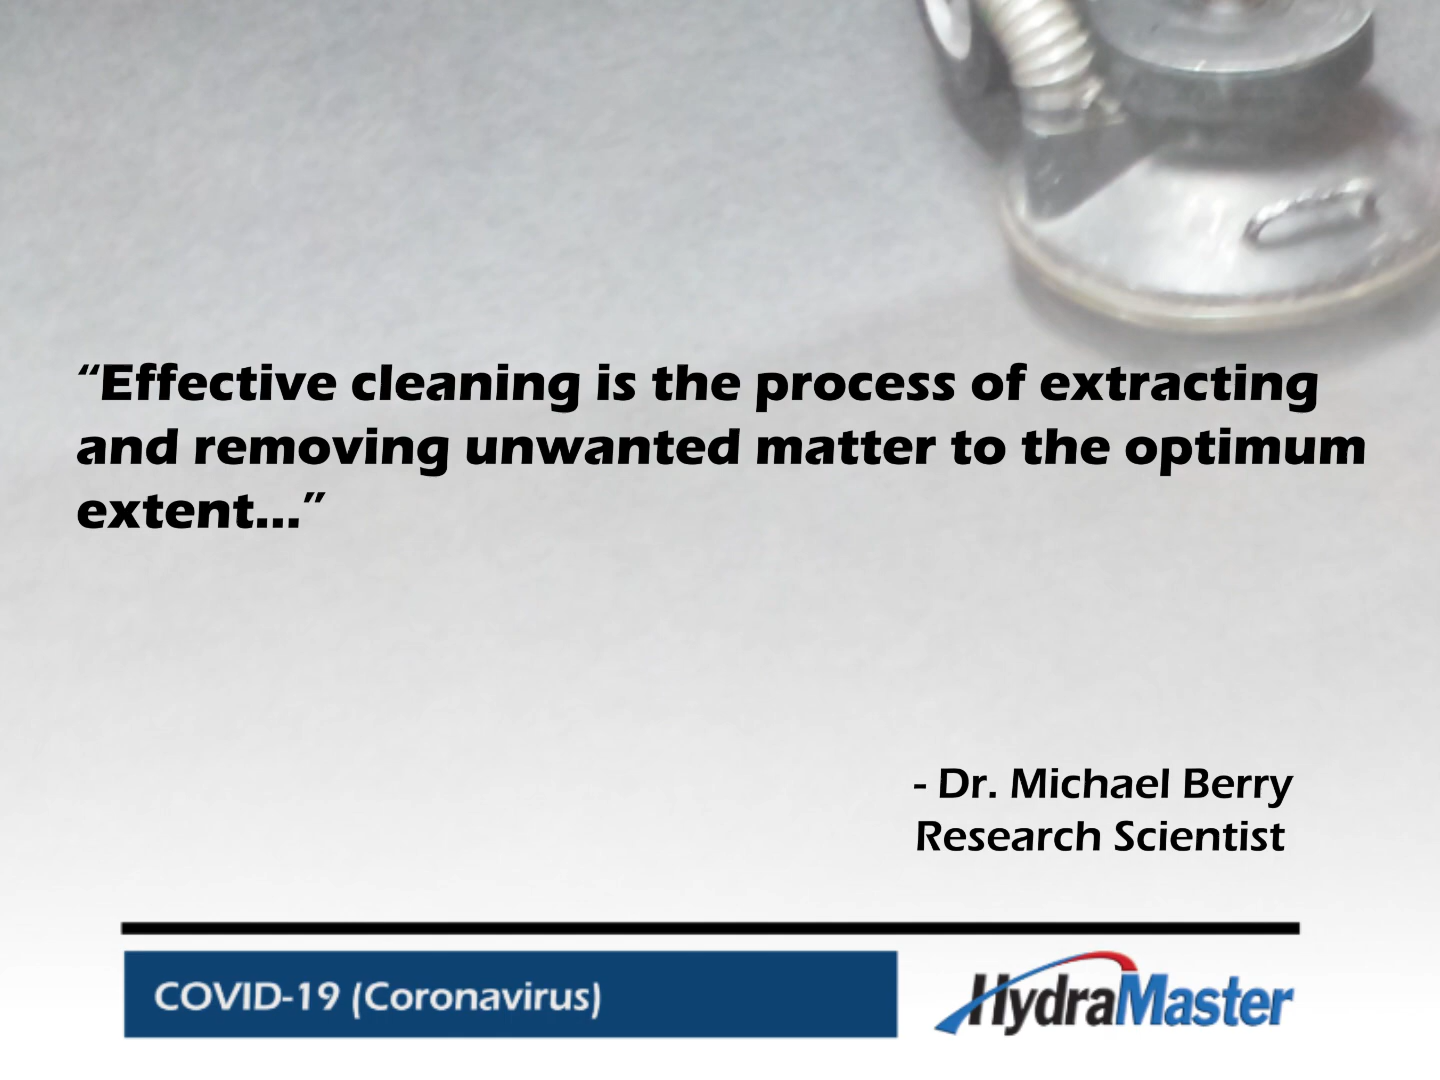 “Effective cleaning is the process of extracting
and removing unwanted matter to the optimum
extent...”
- Dr. Michael Berry
Research Scientist
COVID-19 (Coronavirus)
HydraMaster